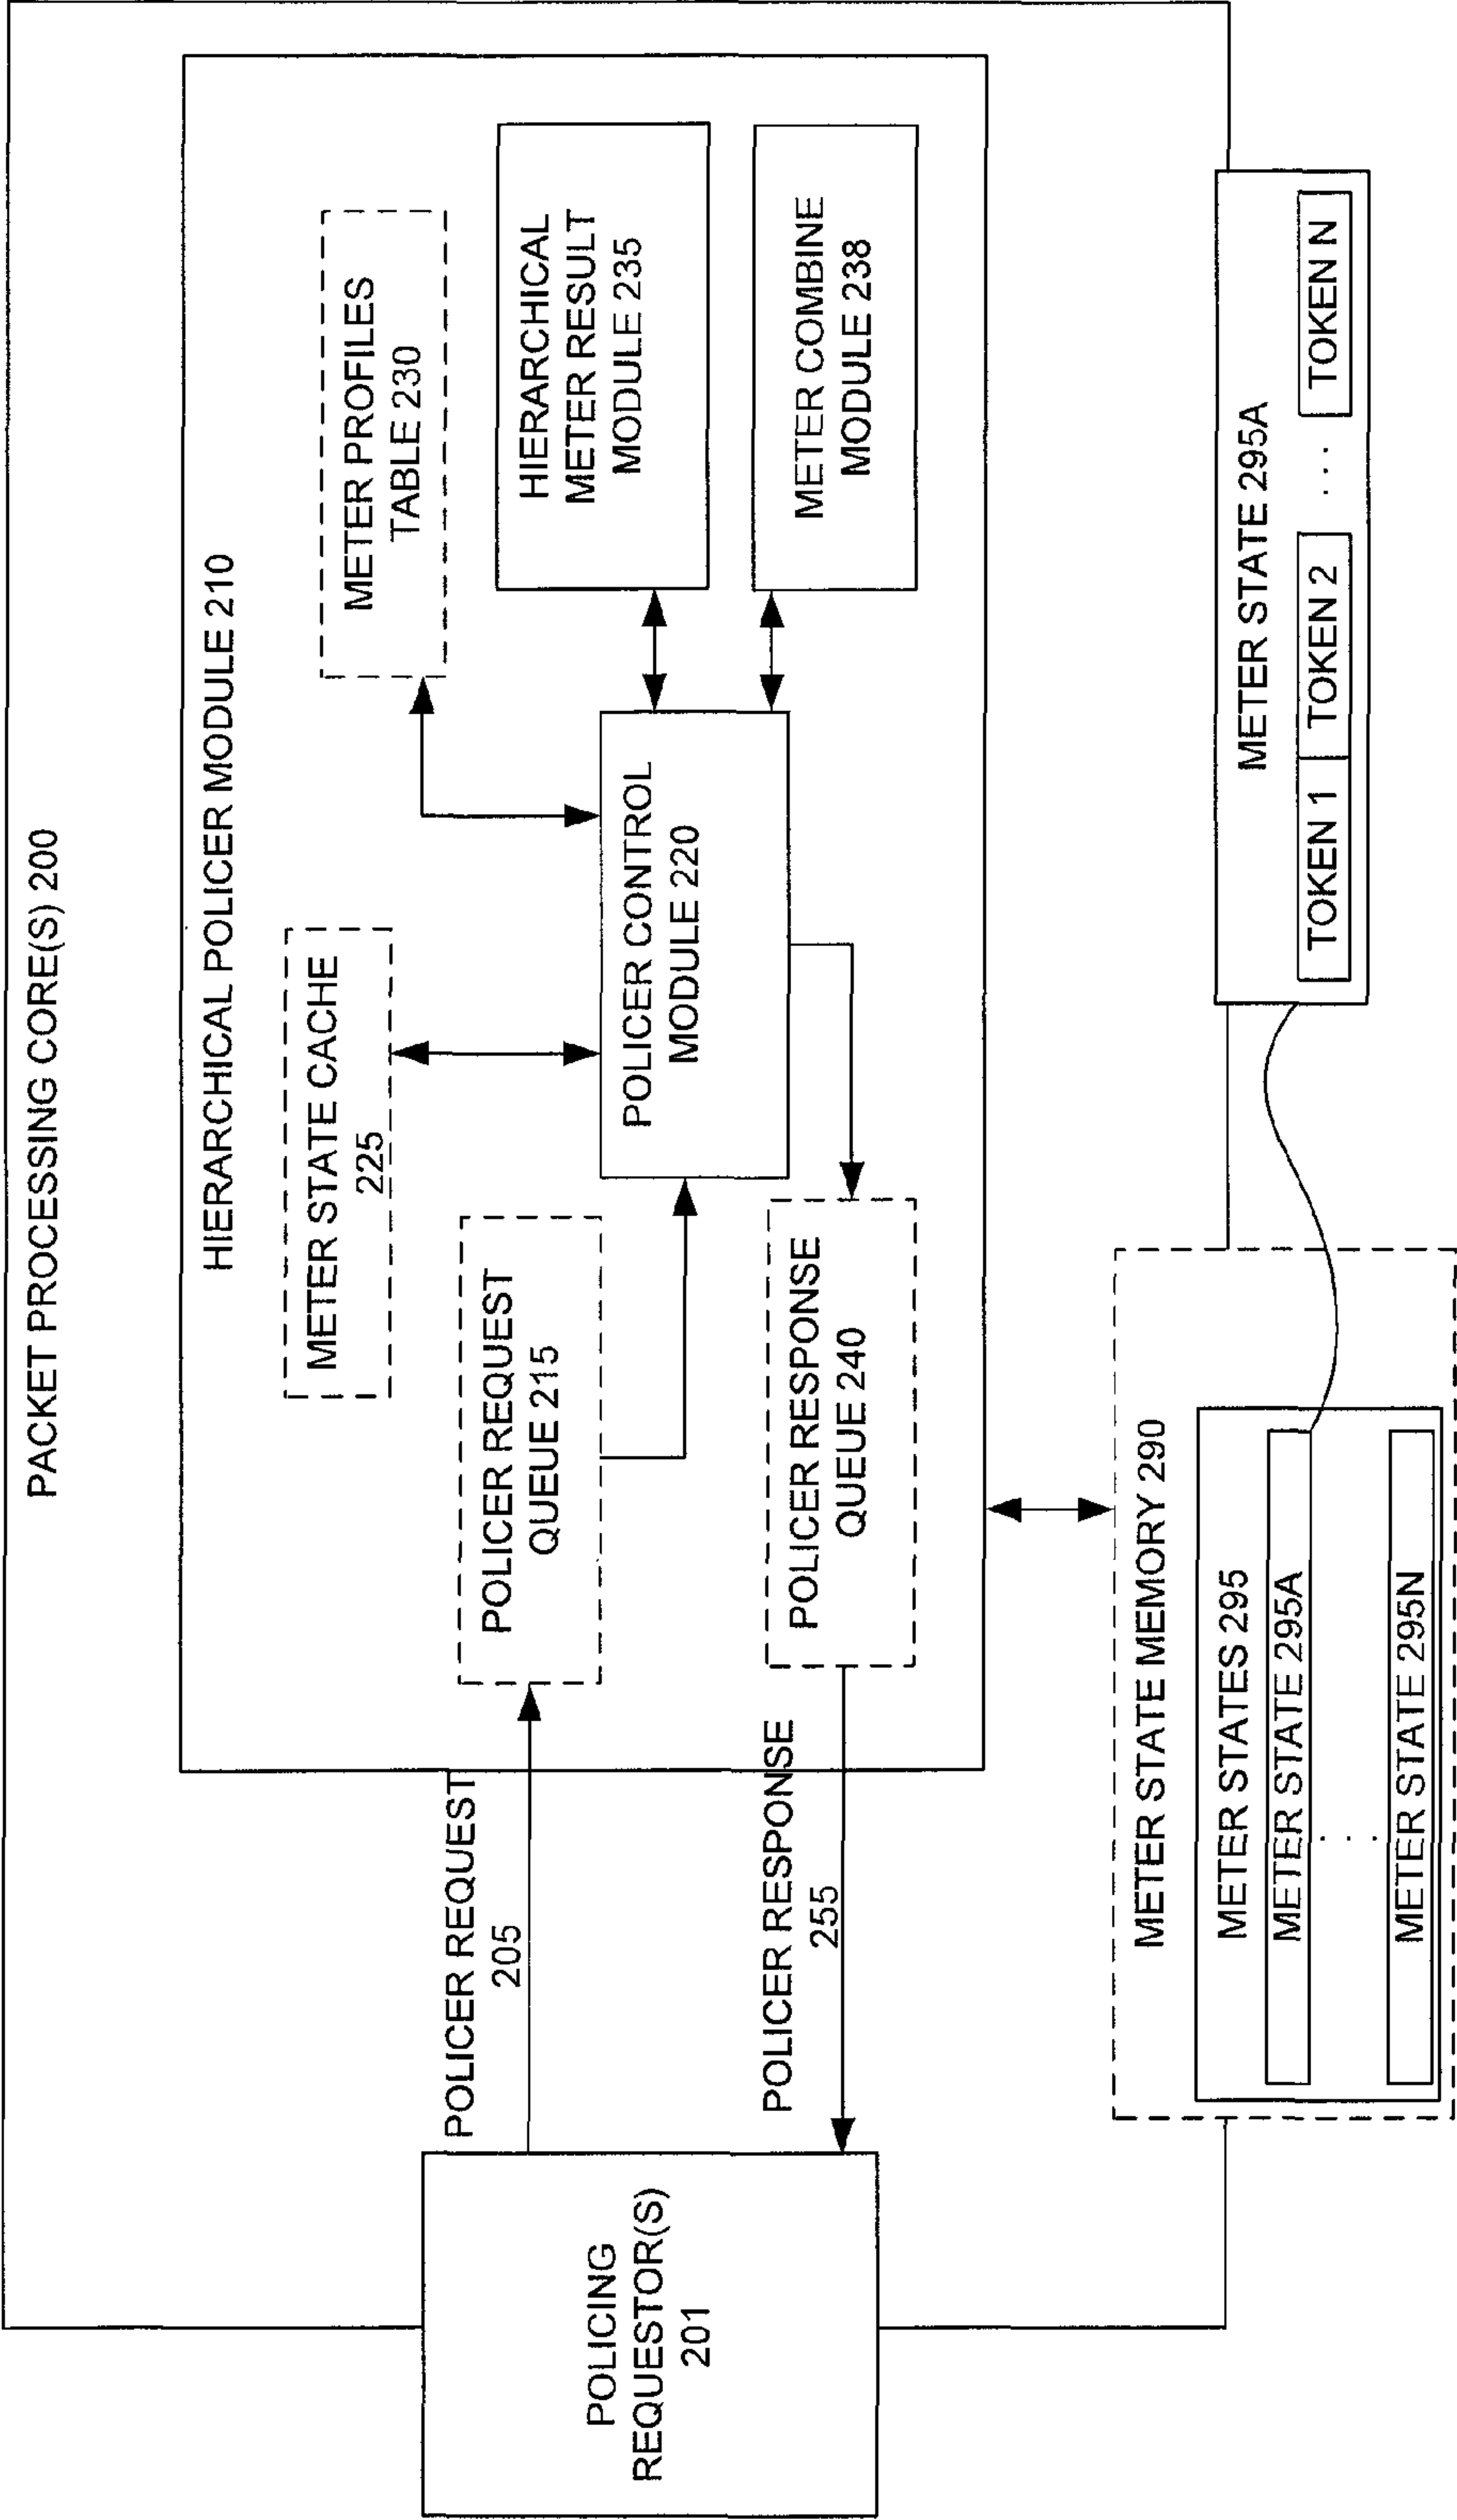 PACKET PROCESSING CORE(S) 200
HIERARCHICAL POLICER MODULE 210
METER STATE CACHE
225
METER PROFILES
TABLE 230
POLICER REQUEST
205
POLICER REQUEST
QUEUE 215
POLICER CONTROL
MODULE 220
HIERARCHICAL
METER RESULT
MODULE 235
METER COMBINE
MODULE 238
POLICING
REQUESTOR(S)
201
POLICER RESPONSE
255
POLICER RESPONSE
QUEUE 240
METER STATE MEMORY 290
METER STATES 295
METER STATE 295A
. . .
METER STATE 295N
METER STATE 295A
TOKEN 1
TOKEN 2
. . .
TOKEN N